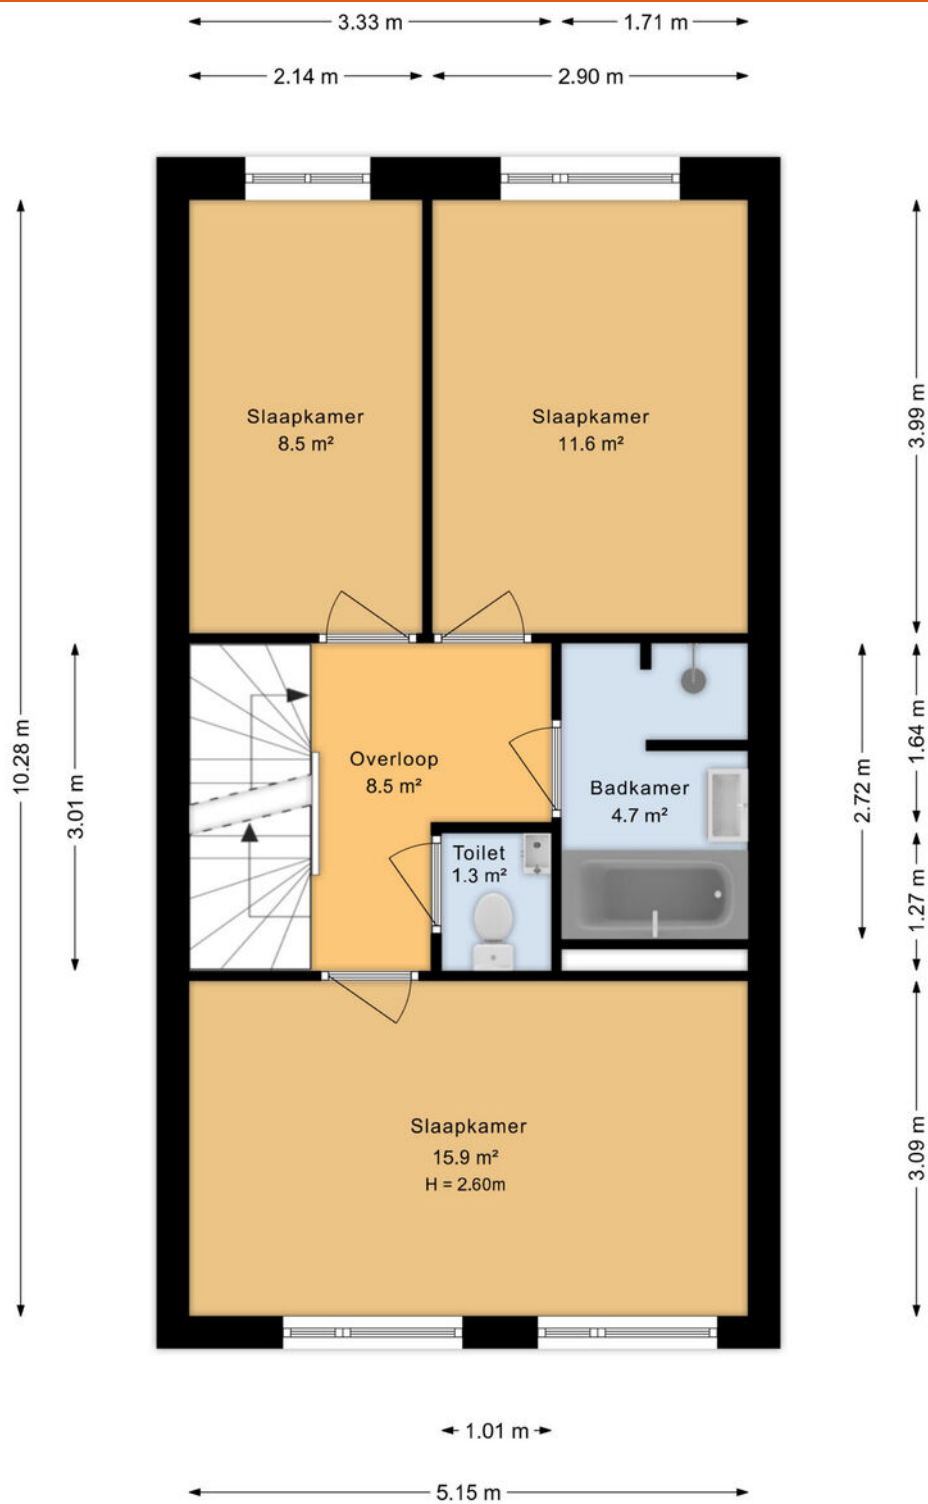 3.33 m
1.71 m
2.14 m
2.90 m
Slaapkamer
8.5 m²
Slaapkamer
11.6 m²
3.99 m
10.28 m
3.01 m
Overloop
8.5 m²
Badkamer
4.7 m²
2.72 m
1.64 m
Toilet
1.3 m²
1.27 m
Slaapkamer
15.9 m²
H = 2.60m
3.09 m
1.01 m
5.15 m